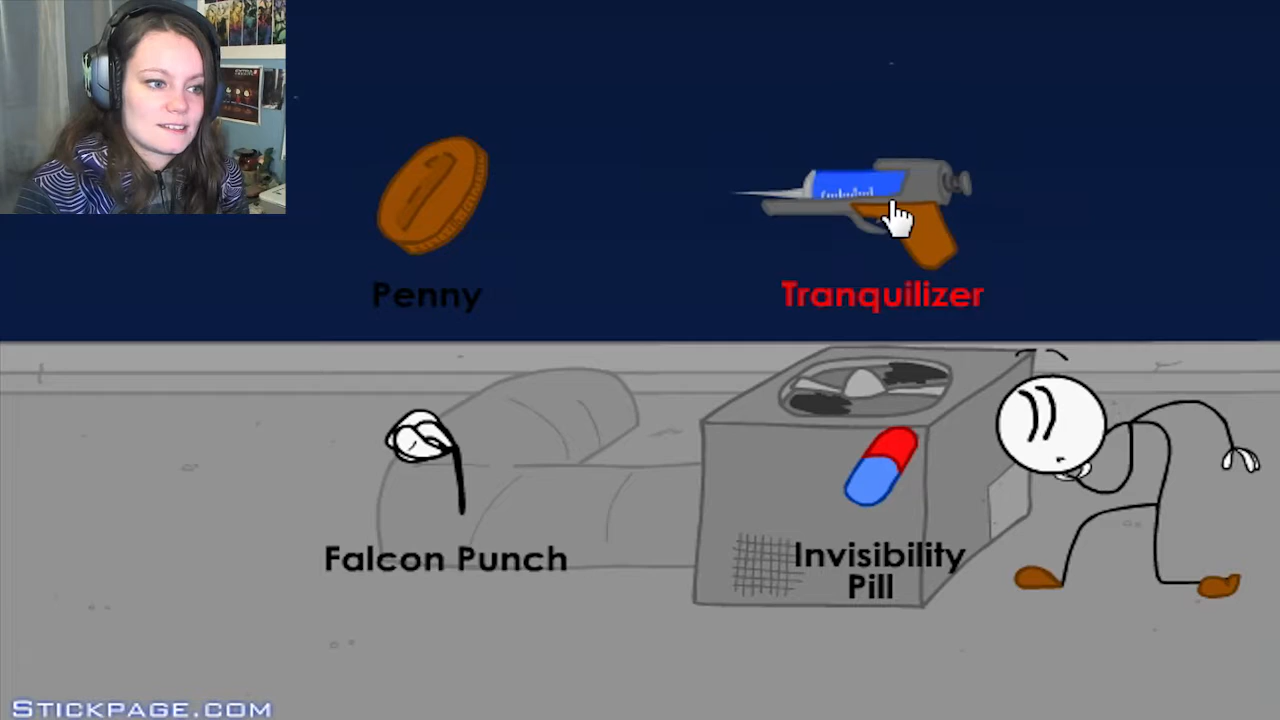 Penny
Tranquilizer
Falcon Punch
Invisibility
Pill
STICKPAGE.COM